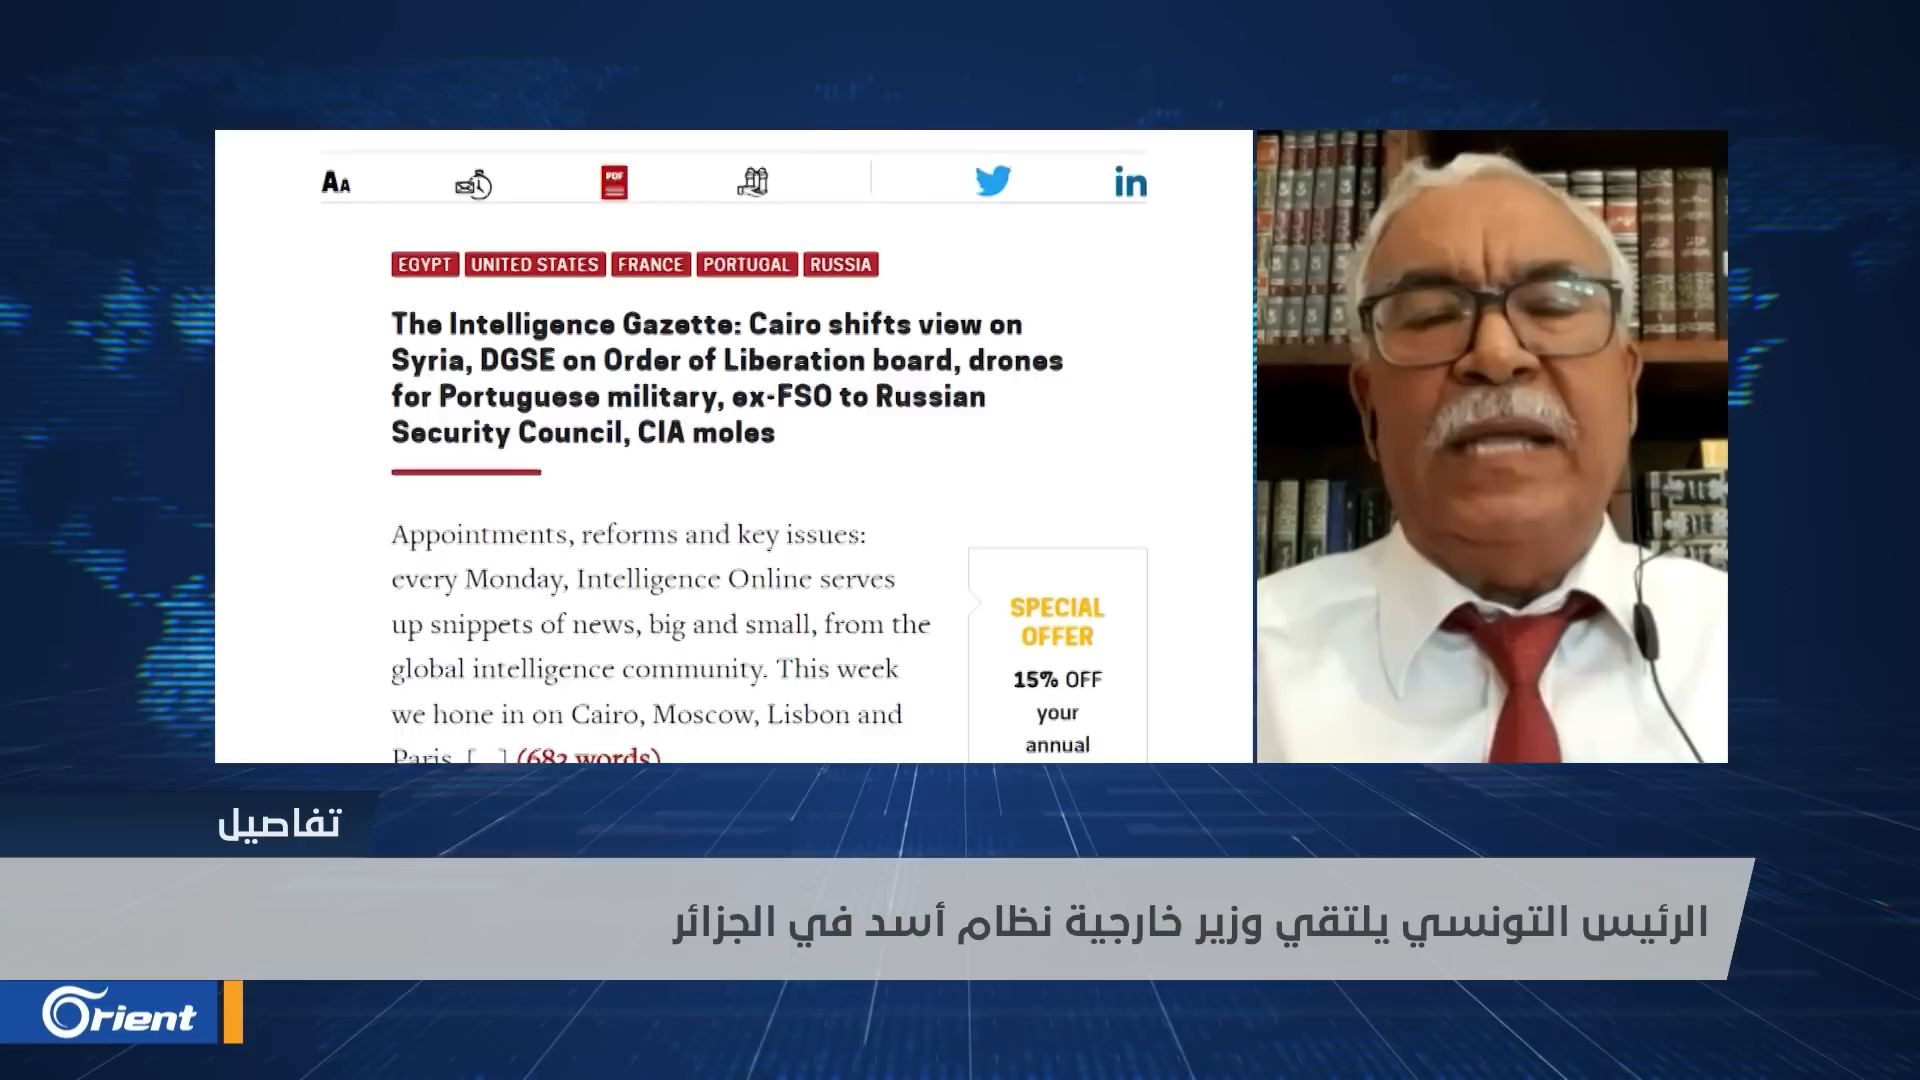 AA
PDF
in
EGYPT UNITED STATES FRANCE PORTUGAL RUSSIA
The Intelligence Gazette: Cairo shifts view on
Syria, DGSE on Order of Liberation board, drones
for Portuguese military, ex-FSO to Russian
Security Council, CIA moles
Appointments, reforms and key issues:
every Monday, Intelligence Online serves
up snippets of news, big and small, from the
global intelligence community. This week
we hone in on Cairo, Moscow, Lisbon and
Paris. [...] (682 words)
SPECIAL
OFFER
15% OFF
your
annual
تفاصيل
الرئيس التونسي يلتقي وزير خارجية نظام أسد في الجزائر
Orient